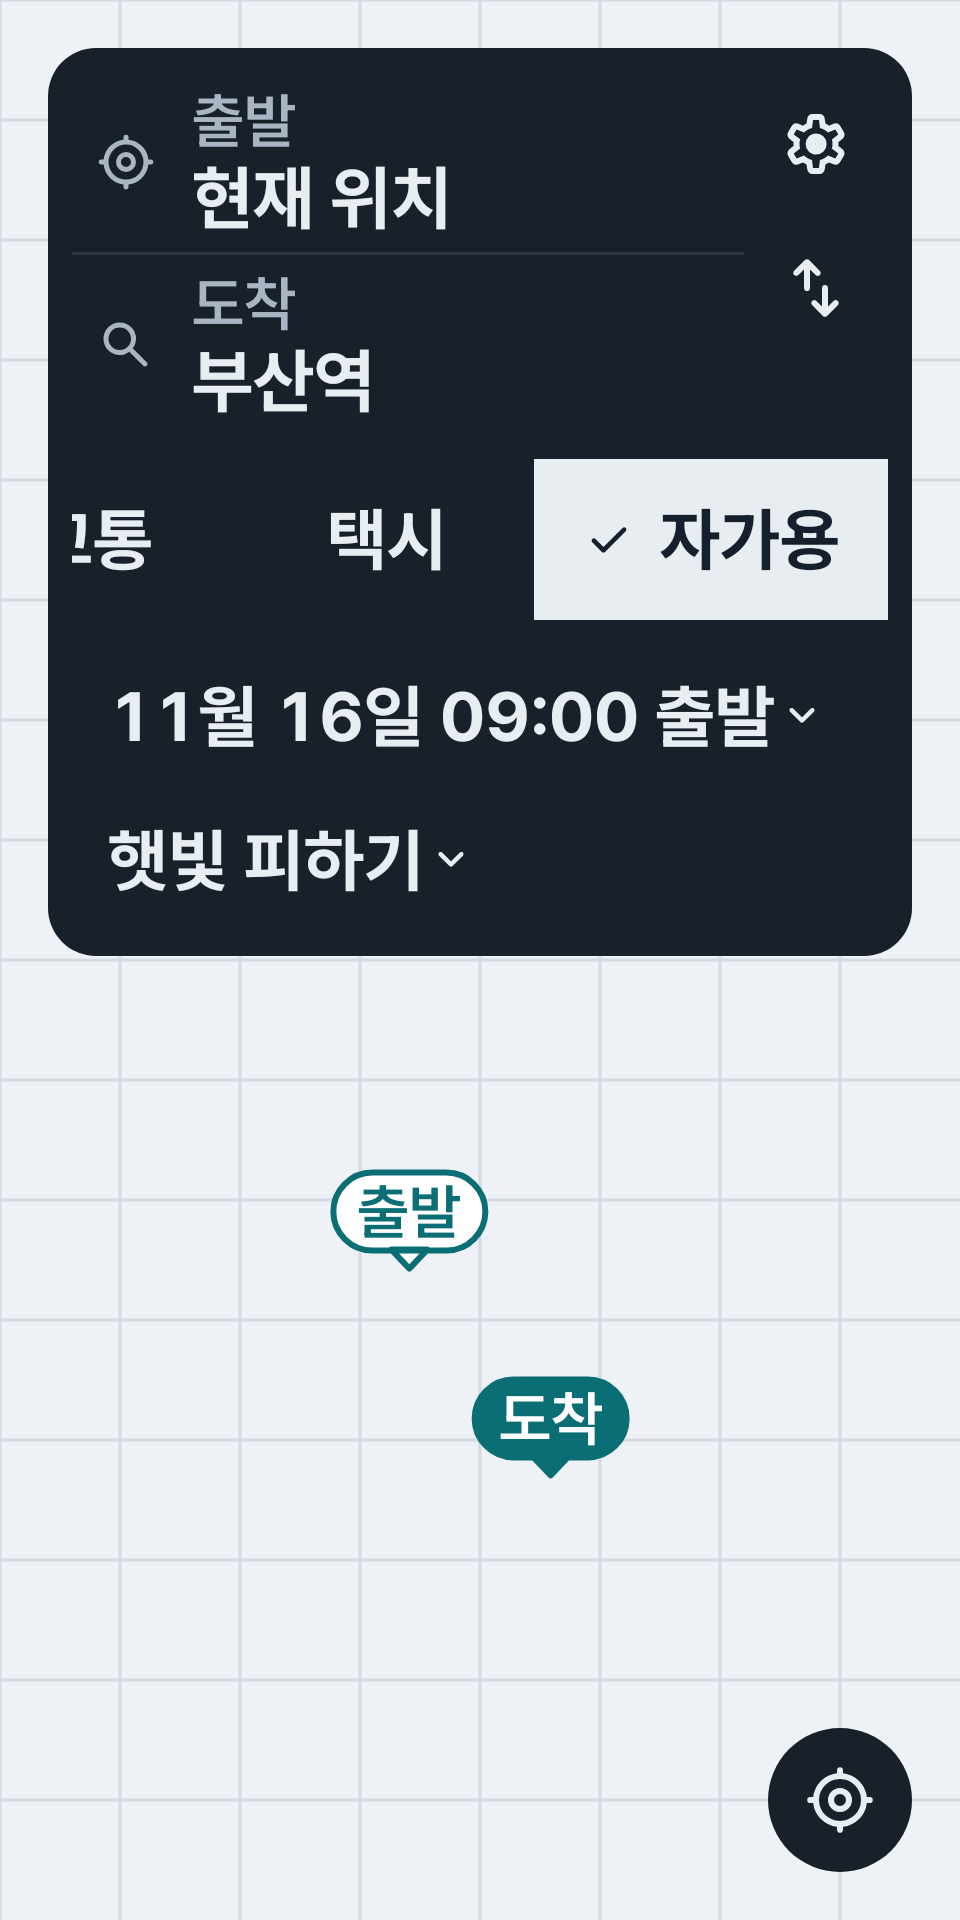 출발
현재 위치
도착
부산역
통 택시 자가용
11월 16일 09:00 출발
햇빛 피하기
출발
도착